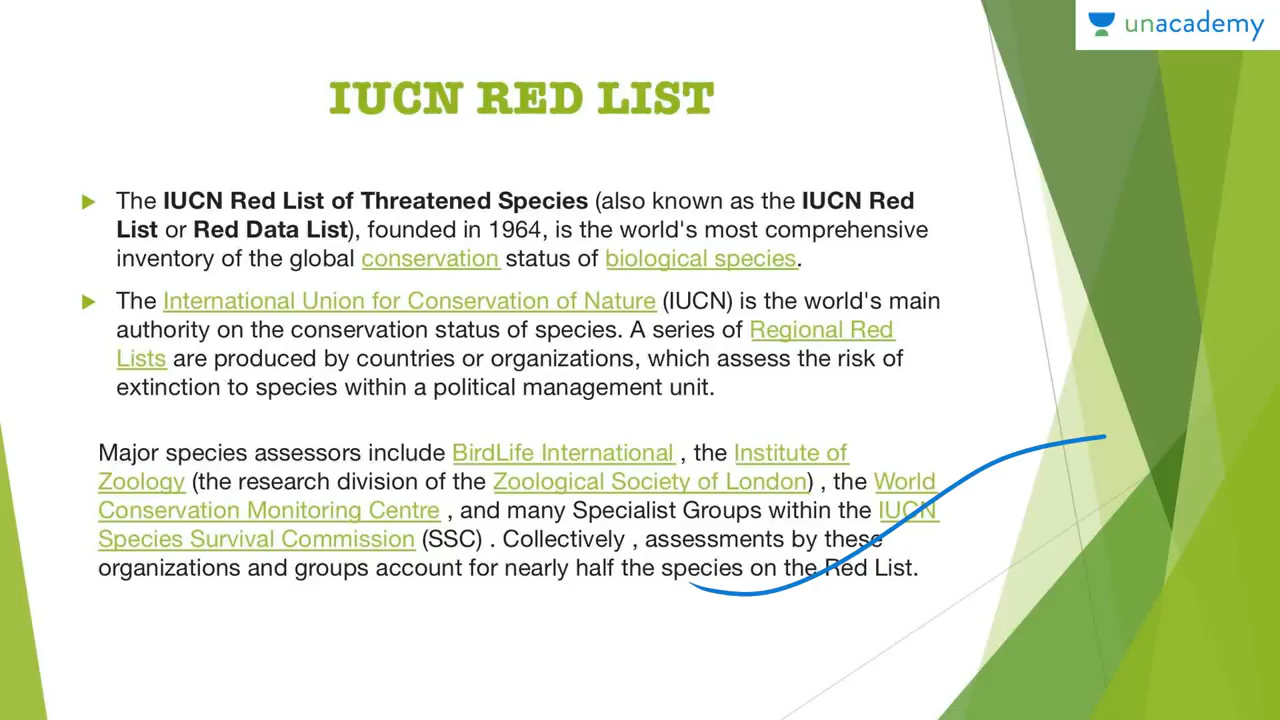 unacademy
IUCN RED LIST
The IUCN Red List of Threatened Species (also known as the IUCN Red
List or Red Data List), founded in 1964, is the world's most comprehensive
inventory of the global conservation status of biological species.
The International Union for Conservation of Nature (IUCN) is the world's main
authority on the conservation status of species. A series of Regional Red
Lists are produced by countries or organizations, which assess the risk of
extinction to species within a political management unit.
Major species assessors include BirdLife International , the Institute of
Zoology (the research division of the Zoological Society of London) , the World
Conservation Monitoring Centre , and many Specialist Groups within the IUCN
Species Survival Commission (SSC) . Collectively , assessments by these
organizations and groups account for nearly half the species on the Red List.